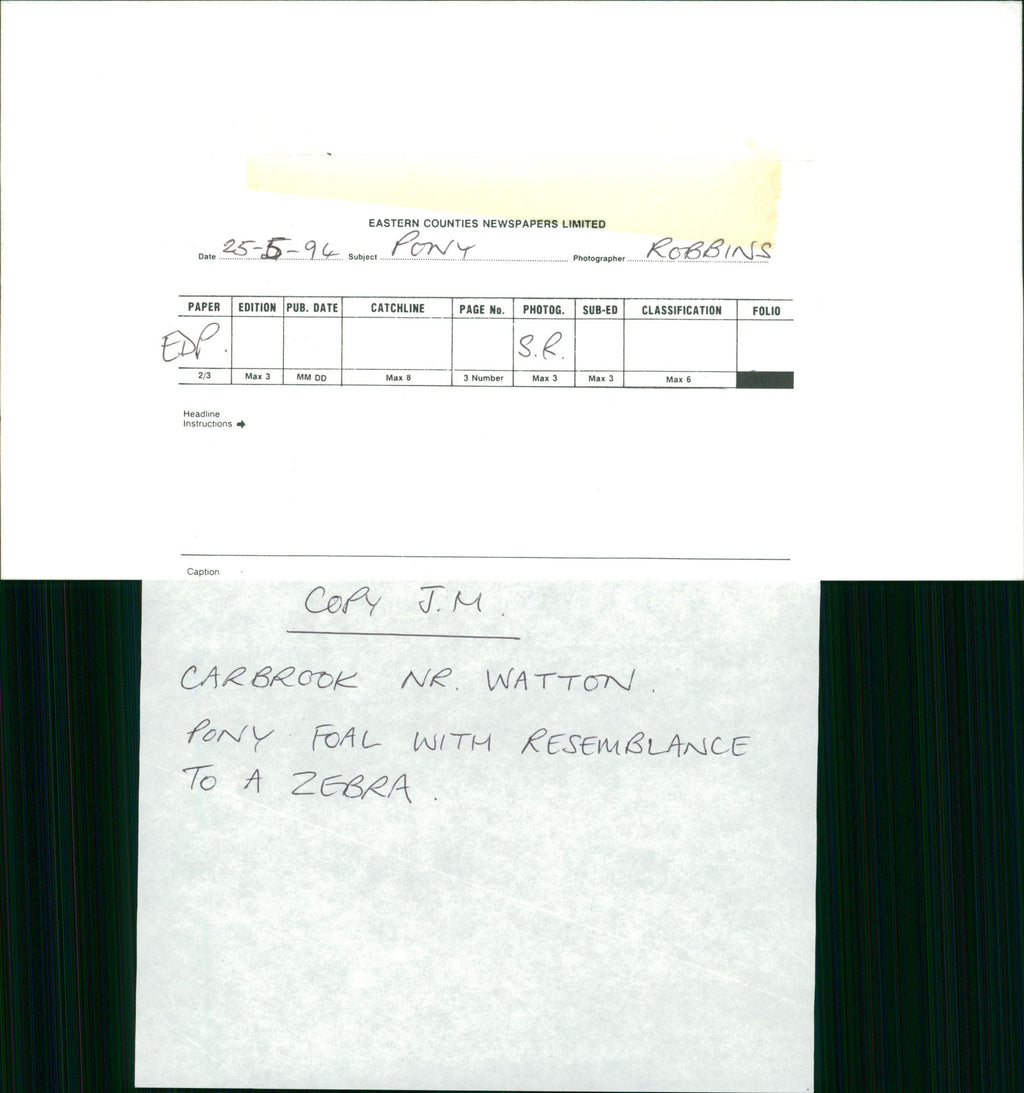 EASTERN COUNTIES NEWSPAPERS LIMITED
Date 25-5-94 Subject PONY Photographer ROBBINS
PAPER EDITION PUB. DATE CATCHLINE PAGE No. PHOTOG. SUB-ED CLASSIFICATION FOLIO
EDP. S.R.
2/3 Max 3 MM DD Max 8 3 Number Max 3 Max 3 Max 6
Headline
Instructions
Caption
COPY J.M.
CARBROOK NR. WATTON.
PONY FOAL WITH RESEMBLANCE
TO A ZEBRA.